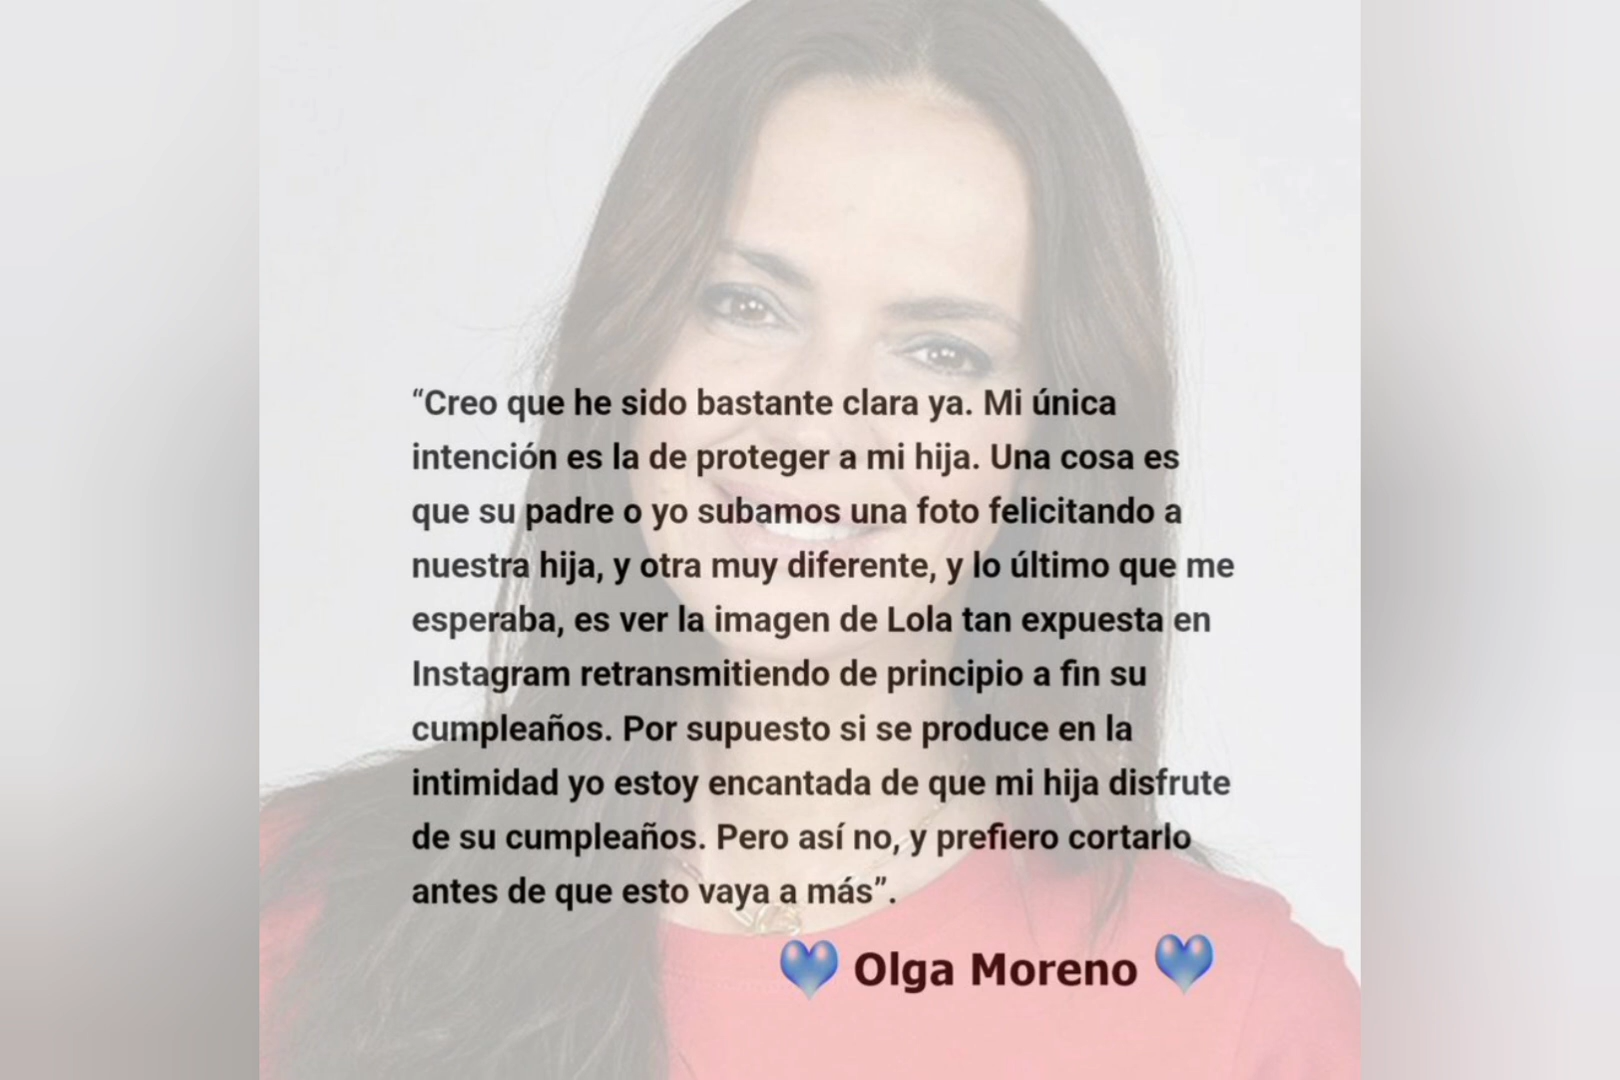 “Creo que he sido bastante clara ya. Mi única
intención es la de proteger a mi hija. Una cosa es
que su padre o yo subamos una foto felicitando a
nuestra hija, y otra muy diferente, y lo último que me
esperaba, es ver la imagen de Lola tan expuesta en
Instagram retransmitiendo de principio a fin su
cumpleaños. Por supuesto si se produce en la
intimidad yo estoy encantada de que mi hija disfrute
de su cumpleaños. Pero así no, y prefiero cortarlo
antes de que esto vaya a más”.
💙 Olga Moreno 💙